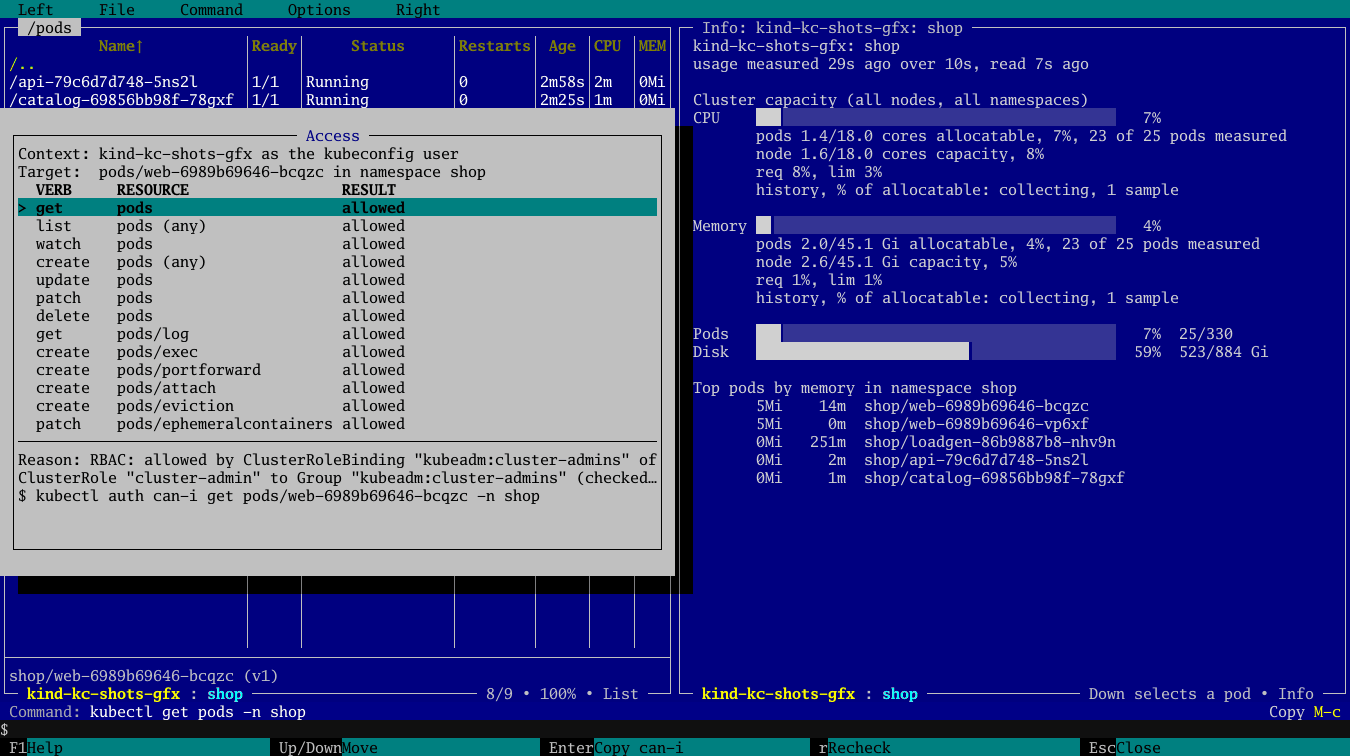 Left File Command Options Right
/pods
Name↑ Ready Status Restarts Age CPU MEM
/..
/api-79c6d7d748-5ns2l 1/1 Running 0 2m58s 2m 0Mi
/catalog-69856bb98f-78gxf 1/1 Running 0 2m25s 1m 0Mi
Access
Context: kind-kc-shots-gfx as the kubeconfig user
Target: pods/web-6989b69646-bcqzc in namespace shop
VERB RESOURCE RESULT
> get pods allowed
list pods (any) allowed
watch pods allowed
create pods (any) allowed
update pods allowed
patch pods allowed
delete pods allowed
get pods/log allowed
create pods/exec allowed
create pods/portforward allowed
create pods/attach allowed
create pods/eviction allowed
patch pods/ephemeralcontainers allowed
Reason: RBAC: allowed by ClusterRoleBinding "kubeadm:cluster-admins" of
ClusterRole "cluster-admin" to Group "kubeadm:cluster-admins" (checked…
$ kubectl auth can-i get pods/web-6989b69646-bcqzc -n shop
shop/web-6989b69646-bcqzc (v1)
kind-kc-shots-gfx : shop 8/9 • 100% • List
Info: kind-kc-shots-gfx: shop
kind-kc-shots-gfx: shop
usage measured 29s ago over 10s, read 7s ago
Cluster capacity (all nodes, all namespaces)
CPU 7%
pods 1.4/18.0 cores allocatable, 7%, 23 of 25 pods measured
node 1.6/18.0 cores capacity, 8%
req 8%, lim 3%
history, % of allocatable: collecting, 1 sample
Memory 4%
pods 2.0/45.1 Gi allocatable, 4%, 23 of 25 pods measured
node 2.6/45.1 Gi capacity, 5%
req 1%, lim 1%
history, % of allocatable: collecting, 1 sample
Pods 7% 25/330
Disk 59% 523/884 Gi
Top pods by memory in namespace shop
5Mi 14m shop/web-6989b69646-bcqzc
5Mi 0m shop/web-6989b69646-vp6xf
0Mi 251m shop/loadgen-86b9887b8-nhv9n
0Mi 2m shop/api-79c6d7d748-5ns2l
0Mi 1m shop/catalog-69856bb98f-78gxf
kind-kc-shots-gfx : shop Down selects a pod • Info
Command: kubectl get pods -n shop Copy M-c
$
F1Help Up/DownMove EnterCopy can-i rRecheck EscClose